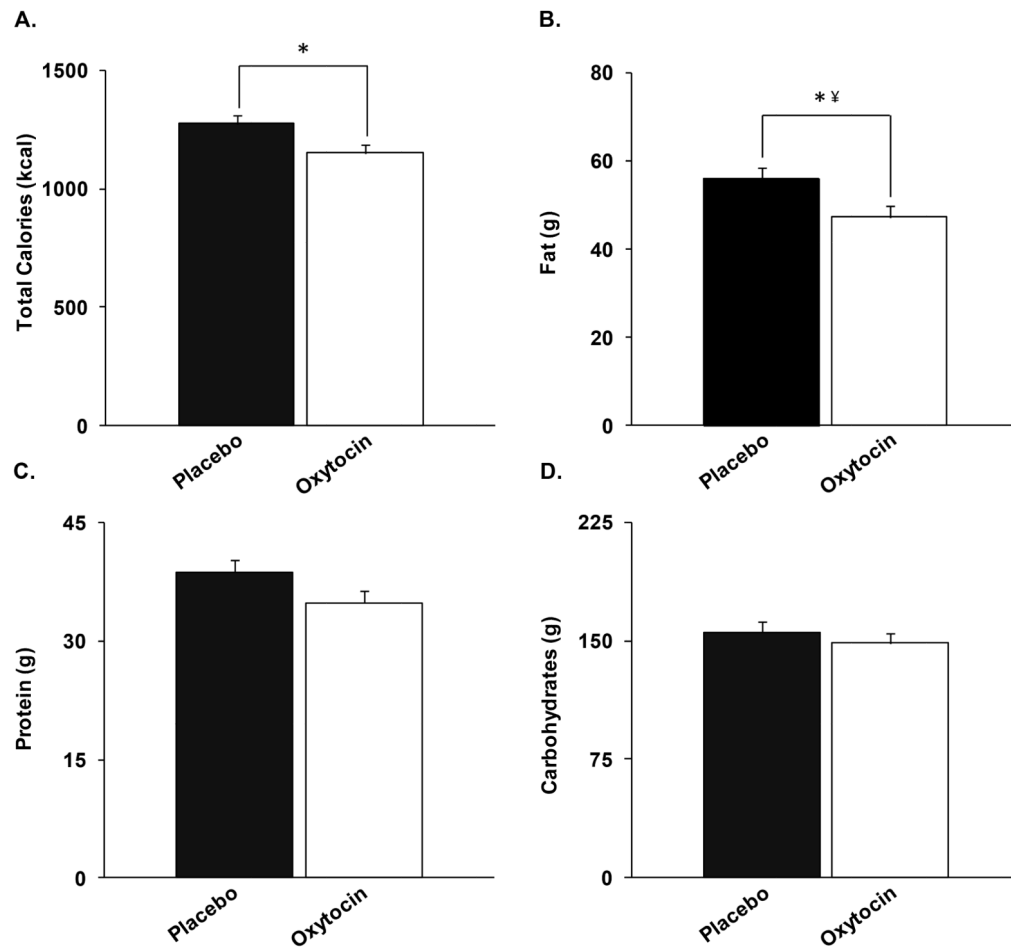 A.
*
1500
1000
500
0
Total Calories (kcal)
Placebo
Oxytocin
B.
* ¥
80
60
40
20
0
Fat (g)
Placebo
Oxytocin
C.
45
30
15
0
Protein (g)
Placebo
Oxytocin
D.
225
150
75
0
Carbohydrates (g)
Placebo
Oxytocin